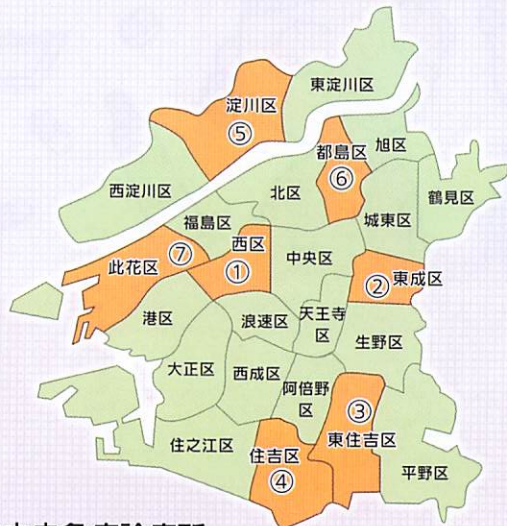 東淀川区
淀川区
⑤
都島区
⑥
旭区
西淀川区
北区
鶴見区
城東区
福島区
西区
①
⑦
此花区
中央区
②
東成区
港区
浪速区
天王寺
区
生野区
大正区
西成区
阿倍野
区
③
東住吉区
住之江区
住吉区
④
平野区